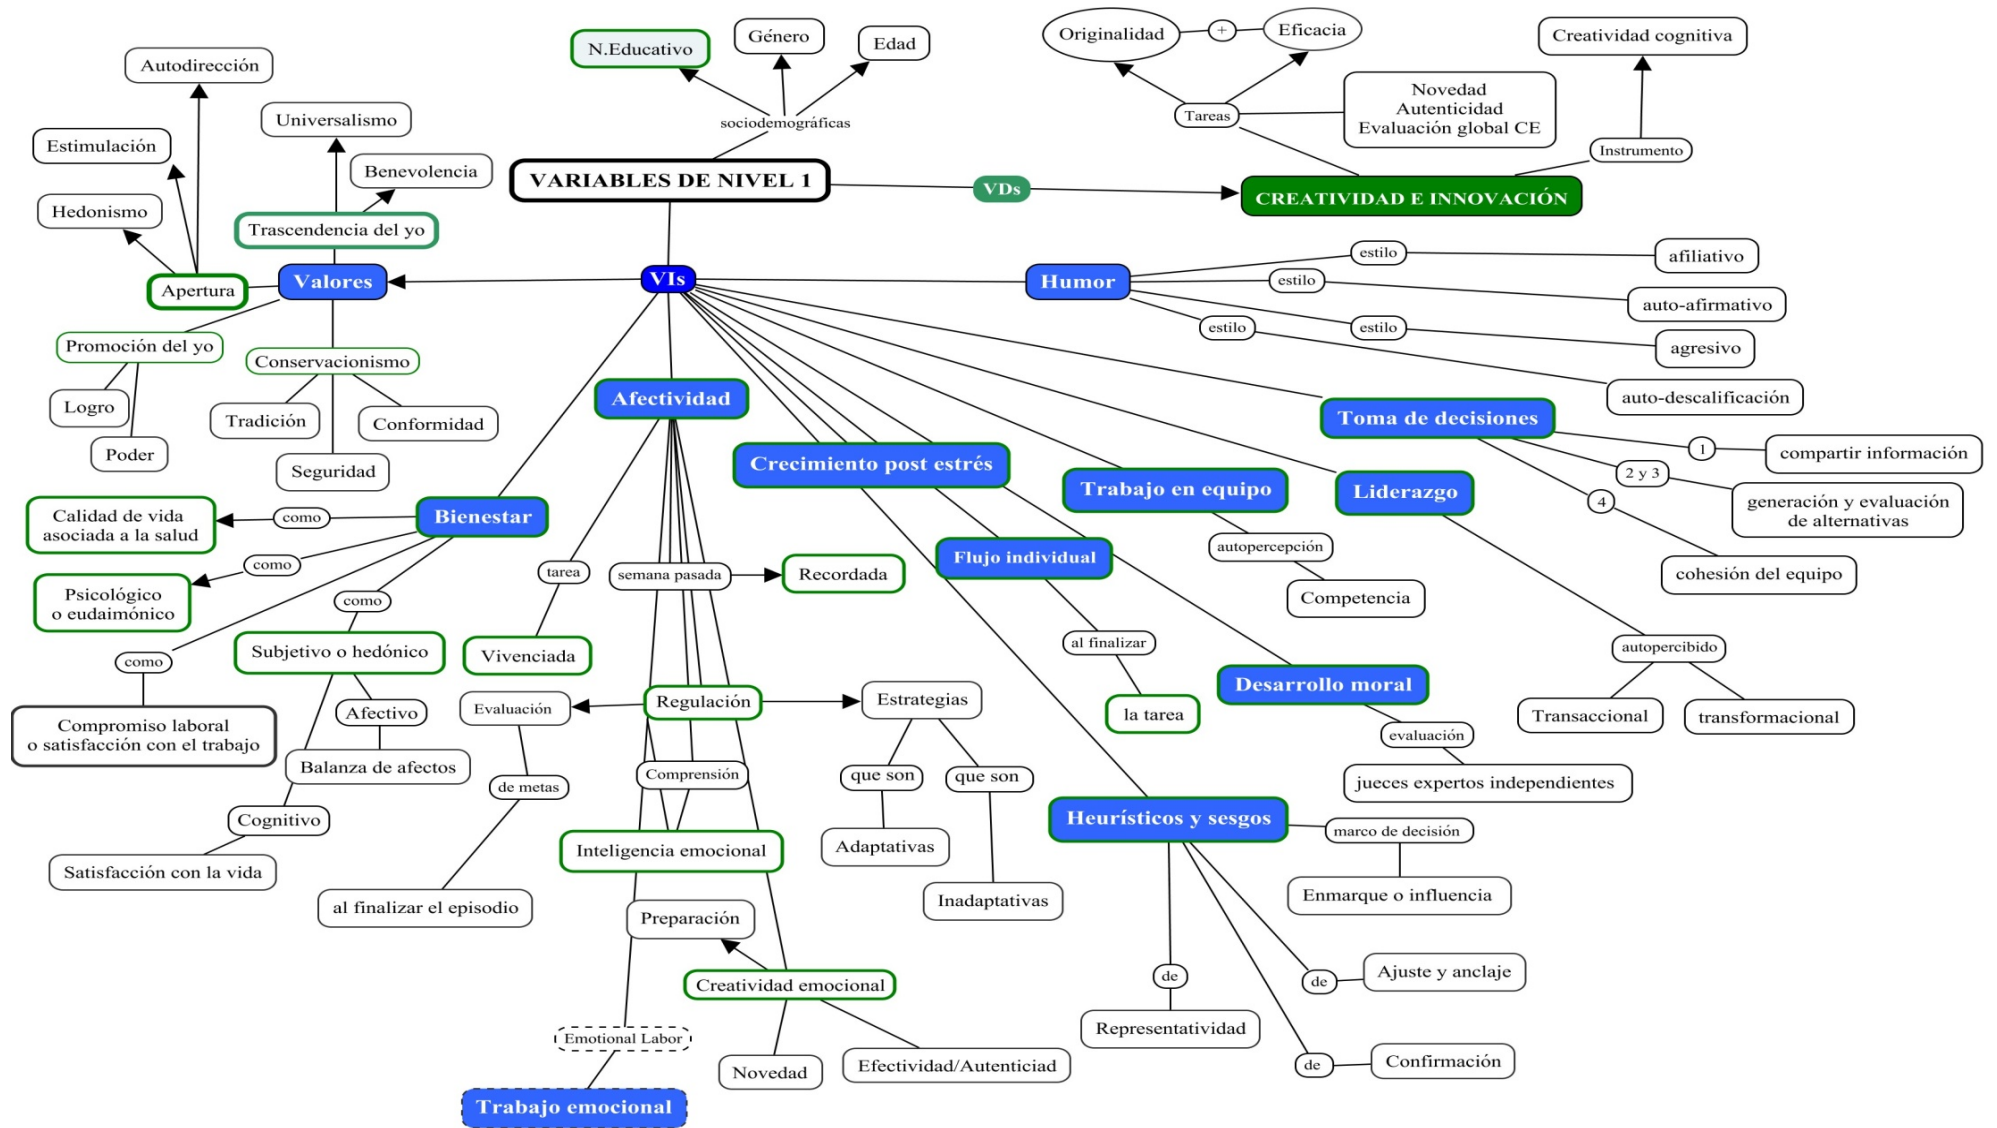 Originalidad
+
Eficacia
Creatividad cognitiva
N.Educativo
Género
Edad
Autodirección
Novedad
Autenticidad
Evaluación global CE
Tareas
Universalismo
sociodemográficas
Estimulación
Instrumento
Benevolencia
VARIABLES DE NIVEL 1
VDs
CREATIVIDAD E INNOVACIÓN
Hedonismo
Trascendencia del yo
estilo
afiliativo
Apertura
Valores
VIs
Humor
estilo
auto-afirmativo
estilo
estilo
agresivo
Promoción del yo
Conservacionismo
Afectividad
auto-descalificación
Logro
Tradición
Conformidad
Toma de decisiones
1
compartir información
Poder
Seguridad
Crecimiento post estrés
2 y 3
Trabajo en equipo
Liderazgo
4
generación y evaluación
de alternativas
Calidad de vida
asociada a la salud
como
Bienestar
autopercepción
Flujo individual
como
tarea
semana pasada
Recordada
cohesión del equipo
Psicológico
o eudaimónico
como
Competencia
Subjetivo o hedónico
Vivenciada
al finalizar
autopercibido
como
Desarrollo moral
Evaluación
Regulación
Estrategias
Afectivo
la tarea
Transaccional
transformacional
Compromiso laboral
o satisfacción con el trabajo
evaluación
Balanza de afectos
Comprensión
que son
que son
de metas
jueces expertos independientes
Cognitivo
Heurísticos y sesgos
marco de decisión
Inteligencia emocional
Adaptativas
Satisfacción con la vida
Enmarque o influencia
al finalizar el episodio
Inadaptativas
Preparación
de
Ajuste y anclaje
de
Creatividad emocional
Representatividad
Emotional Labor
de
Confirmación
Novedad
Efectividad/Autenticiad
Trabajo emocional